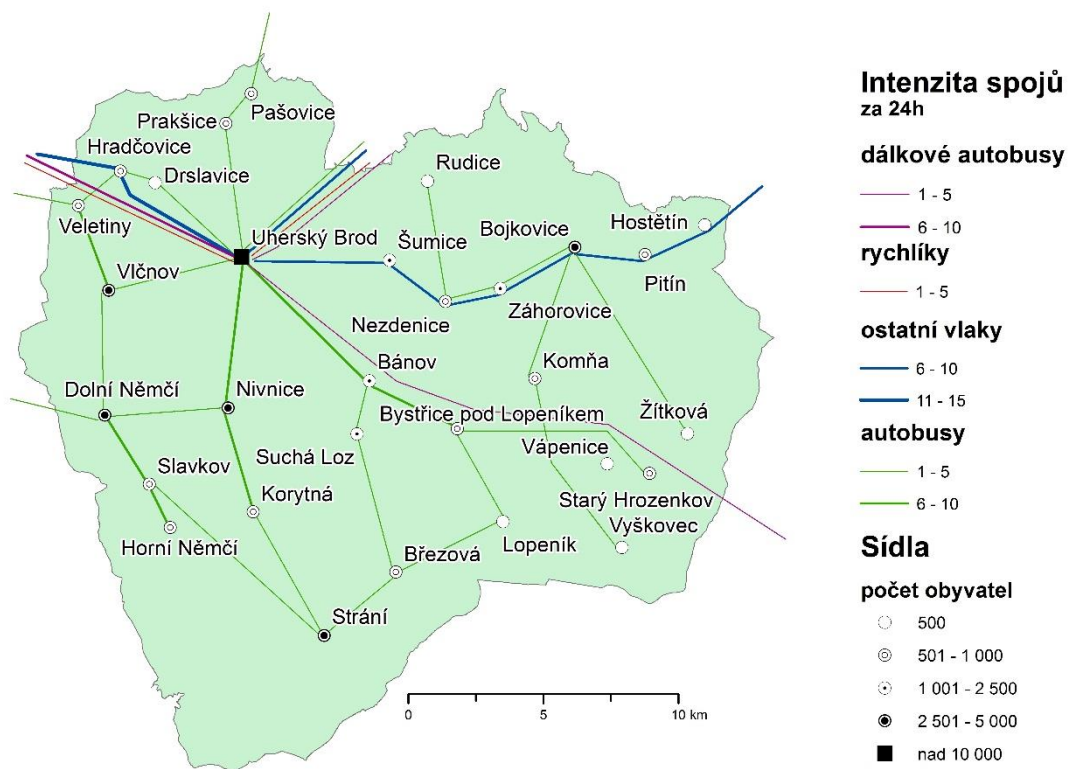 Pašovice
Prakšice
Hradčovice
Drslavice
Rudice
Veletiny
Uherský Brod
Šumice
Bojkovice
Hostětín
Vlčnov
Pitín
Nezdenice
Záhorovice
Bánov
Komňa
Dolní Němčí
Nivnice
Bystřice pod Lopeníkem
Žítková
Slavkov
Suchá Loz
Vápenice
Korytná
Starý Hrozenkov
Vyškovec
Horní Němčí
Lopeník
Březová
Strání
0 5 10 km
Intenzita spojů
za 24h
dálkové autobusy
1 - 5
6 - 10
rychlíky
1 - 5
ostatní vlaky
6 - 10
11 - 15
autobusy
1 - 5
6 - 10
Sídla
počet obyvatel
500
501 - 1 000
1 001 - 2 500
2 501 - 5 000
nad 10 000